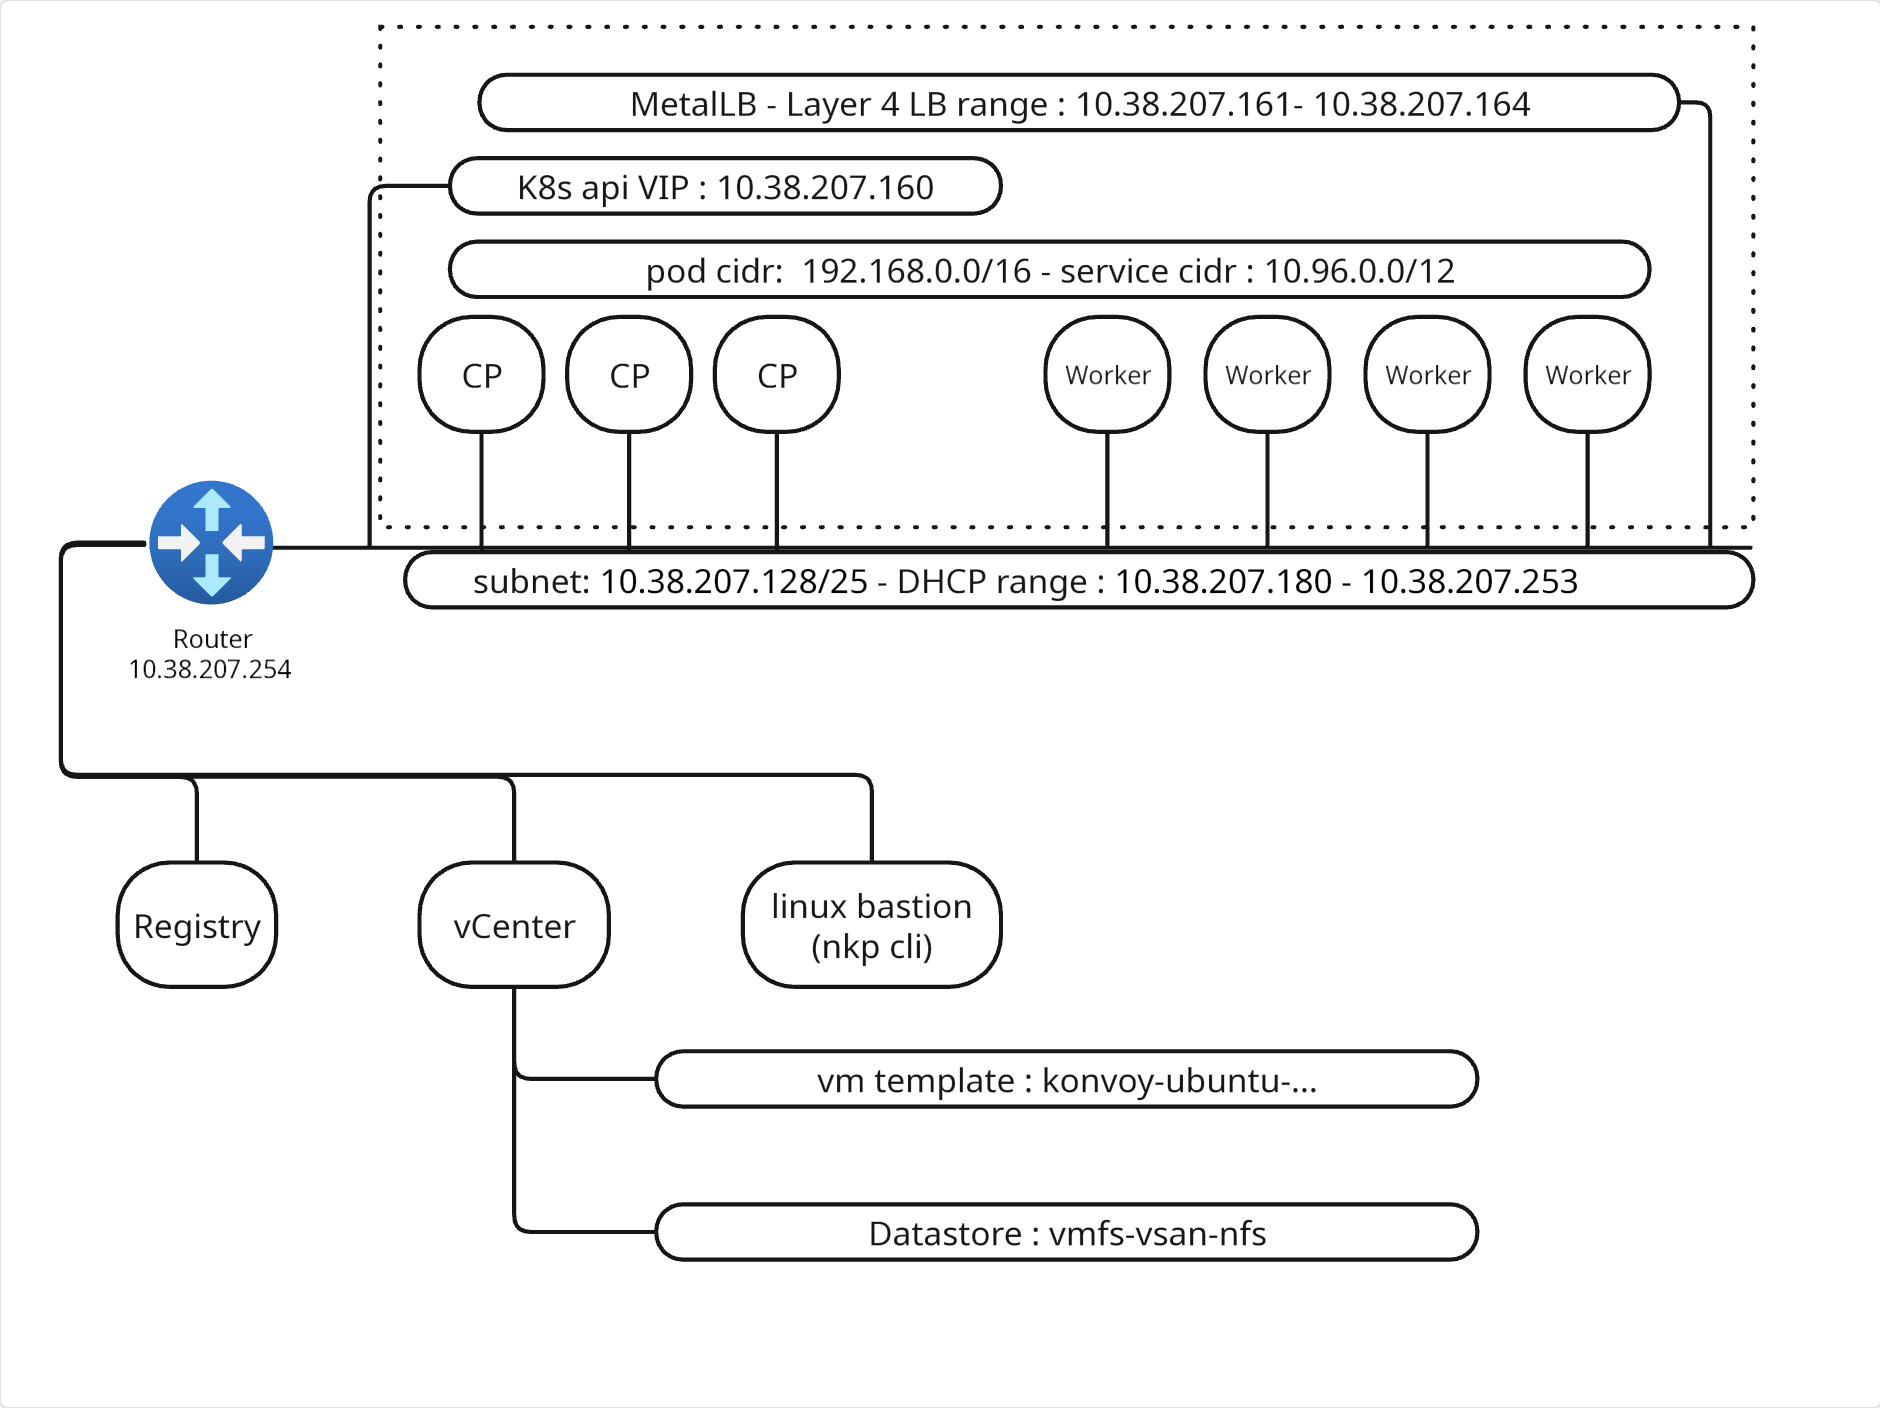 MetalLB - Layer 4 LB range : 10.38.207.161- 10.38.207.164
K8s api VIP : 10.38.207.160
pod cidr:  192.168.0.0/16 - service cidr : 10.96.0.0/12
CP
CP
CP
Worker
Worker
Worker
Worker
subnet: 10.38.207.128/25 - DHCP range : 10.38.207.180 - 10.38.207.253
Router
10.38.207.254
Registry
vCenter
linux bastion
(nkp cli)
vm template : konvoy-ubuntu-...
Datastore : vmfs-vsan-nfs